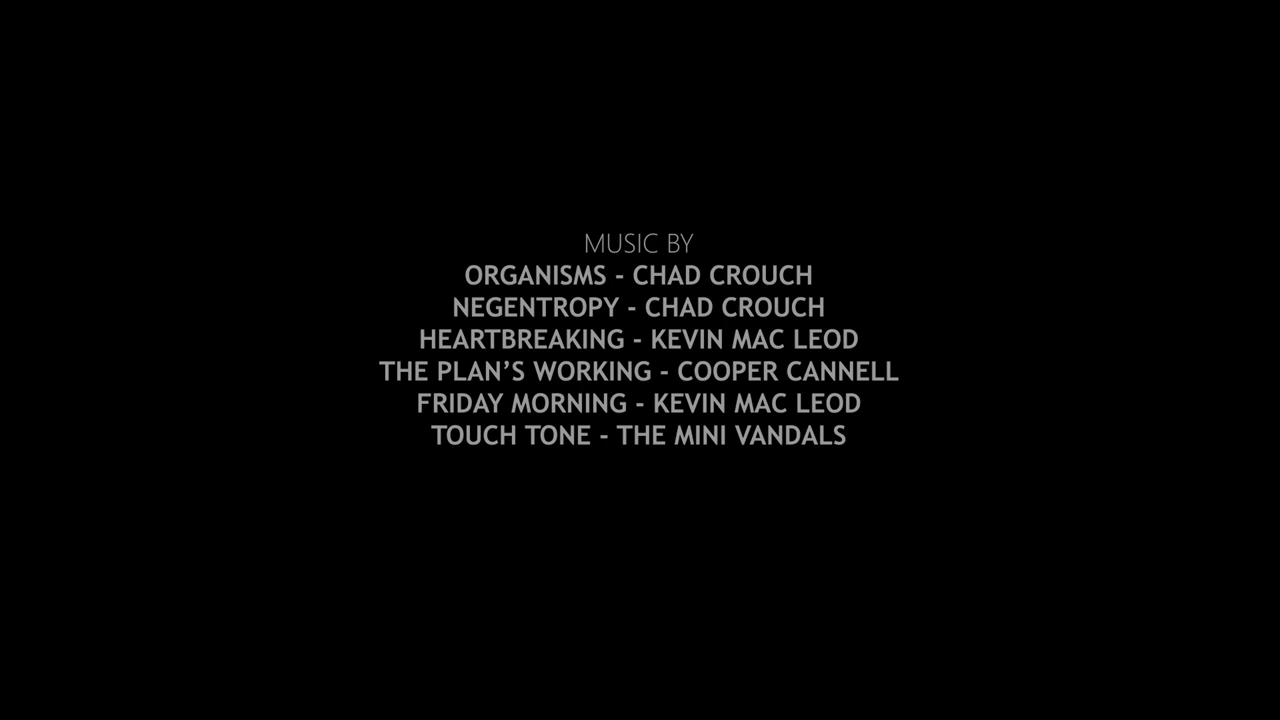 MUSIC BY
ORGANISMS - CHAD CROUCH
NEGENTROPY - CHAD CROUCH
HEARTBREAKING - KEVIN MAC LEOD
THE PLAN’S WORKING - COOPER CANNELL
FRIDAY MORNING - KEVIN MAC LEOD
TOUCH TONE - THE MINI VANDALS